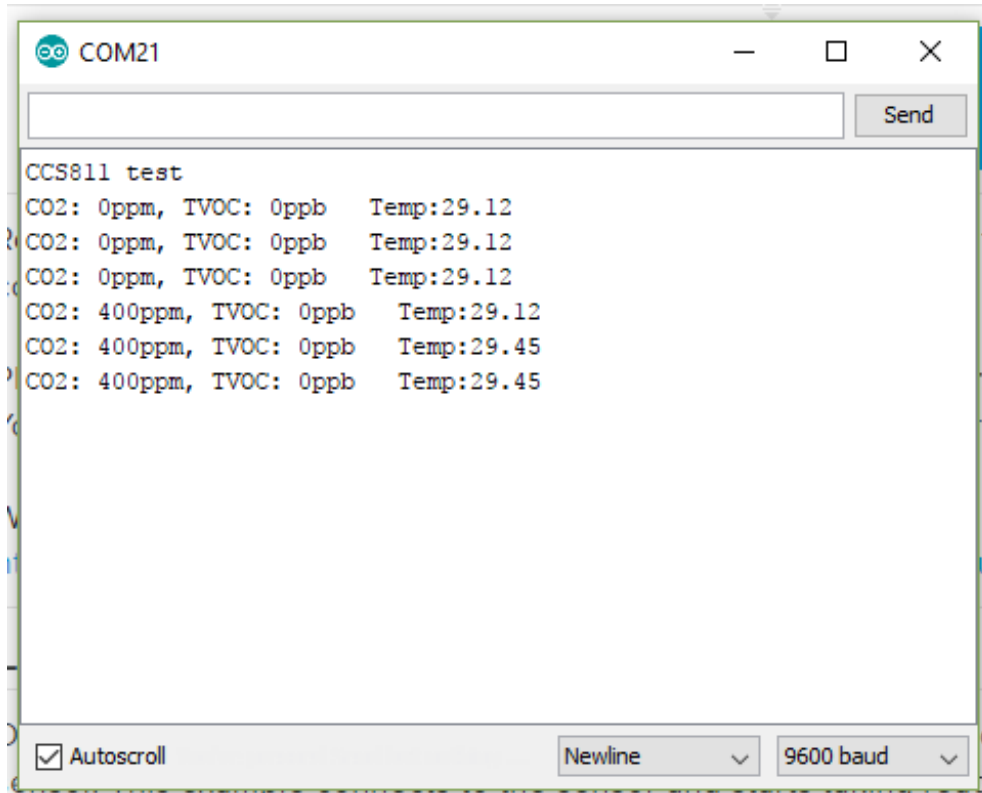 COM21
Send
CCS811 test
CO2: 0ppm, TVOC: 0ppb   Temp:29.12
CO2: 0ppm, TVOC: 0ppb   Temp:29.12
CO2: 0ppm, TVOC: 0ppb   Temp:29.12
CO2: 400ppm, TVOC: 0ppb   Temp:29.12
CO2: 400ppm, TVOC: 0ppb   Temp:29.45
CO2: 400ppm, TVOC: 0ppb   Temp:29.45
Autoscroll Newline 9600 baud